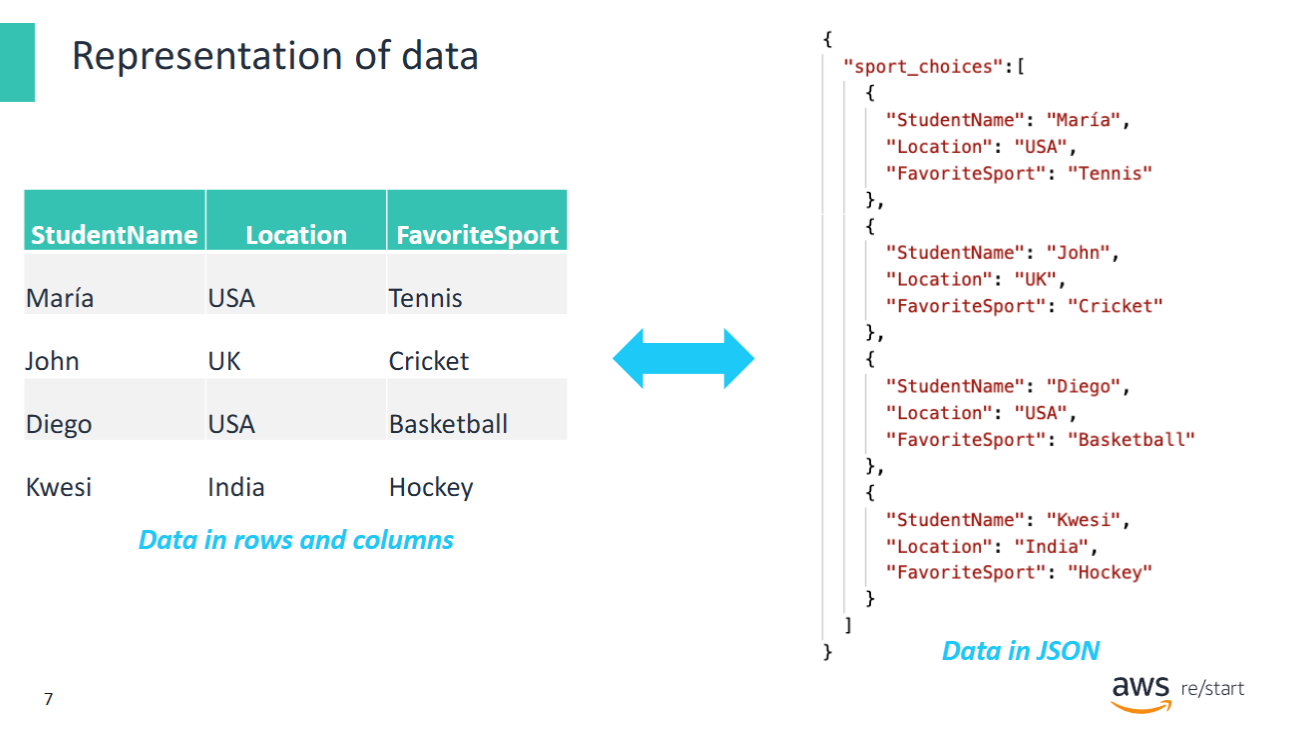 Representation of data
StudentName Location FavoriteSport
María USA Tennis
John UK Cricket
Diego USA Basketball
Kwesi India Hockey
Data in rows and columns
{
"sport_choices":[
{
"StudentName": "María",
"Location": "USA",
"FavoriteSport": "Tennis"
},
{
"StudentName": "John",
"Location": "UK",
"FavoriteSport": "Cricket"
},
{
"StudentName": "Diego",
"Location": "USA",
"FavoriteSport": "Basketball"
},
{
"StudentName": "Kwesi",
"Location": "India",
"FavoriteSport": "Hockey"
}
]
}
Data in JSON
7
aws re/start